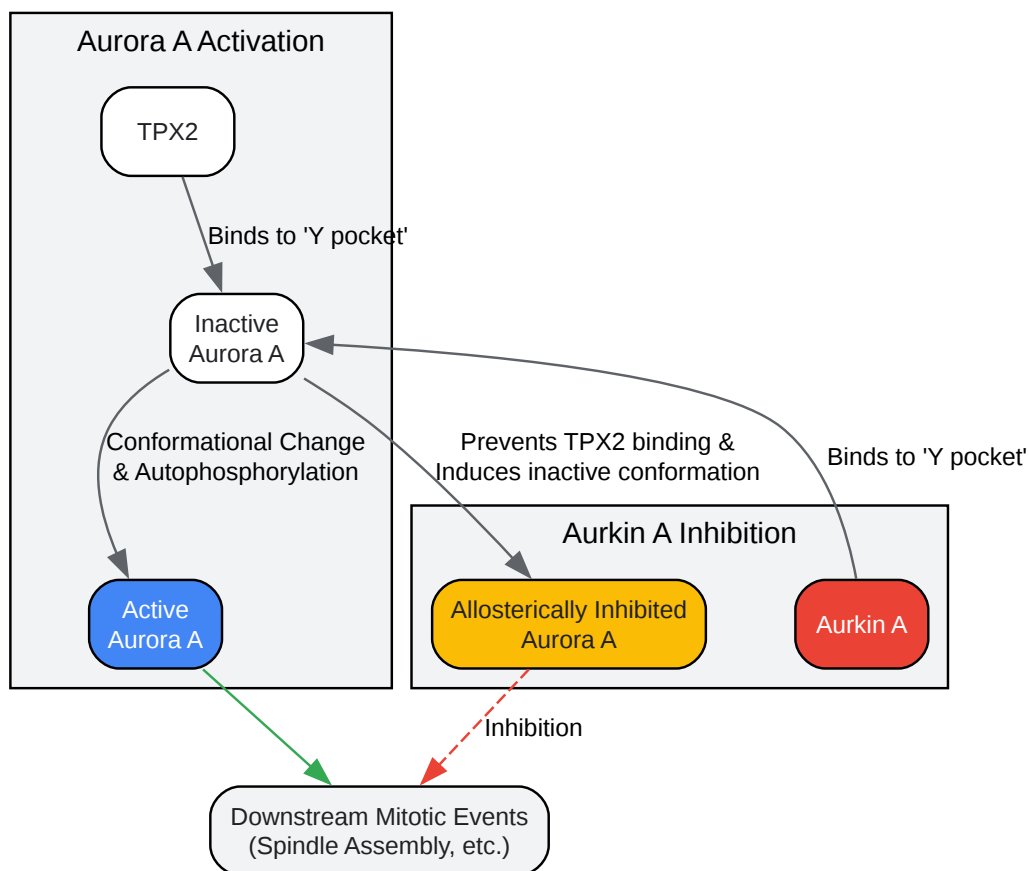 Aurora A Activation
TPX2
Binds to 'Y pocket'
Inactive
Aurora A
Conformational Change
& Autophosphorylation
Prevents TPX2 binding &
Induces inactive conformation
Binds to 'Y pocket'
Aurkin A Inhibition
Active
Aurora A
Allosterically Inhibited
Aurora A
Aurkin A
Inhibition
Downstream Mitotic Events
(Spindle Assembly, etc.)